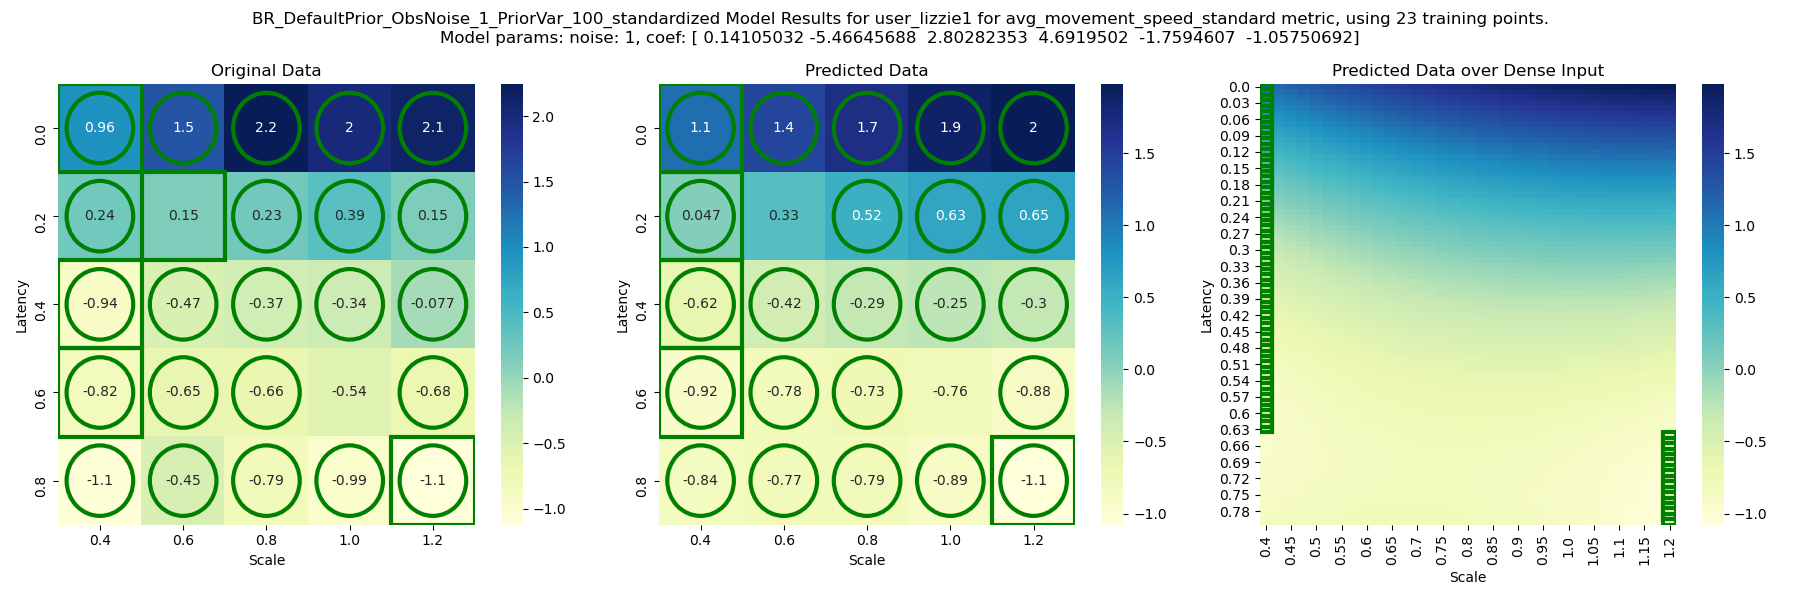 BR_DefaultPrior_ObsNoise_1_PriorVar_100_standardized Model Results for user_lizzie1 for avg_movement_speed_standard metric, using 23 training points.
Model params: noise: 1, coef: [ 0.14105032 -5.46645688  2.80282353  4.6919502  -1.7594607  -1.05750692]
Original Data
0.0 0.96 1.5 2.2 2 2.1
0.2 0.24 0.15 0.23 0.39 0.15
0.4 -0.94 -0.47 -0.37 -0.34 -0.077
0.6 -0.82 -0.65 -0.66 -0.54 -0.68
0.8 -1.1 -0.45 -0.79 -0.99 -1.1
Latency
0.4 0.6 0.8 1.0 1.2
Scale
2.0
1.5
1.0
0.5
0.0
−0.5
−1.0
Predicted Data
0.0 1.1 1.4 1.7 1.9 2
0.2 0.047 0.33 0.52 0.63 0.65
0.4 -0.62 -0.42 -0.29 -0.25 -0.3
0.6 -0.92 -0.78 -0.73 -0.76 -0.88
0.8 -0.84 -0.77 -0.79 -0.89 -1.1
Latency
0.4 0.6 0.8 1.0 1.2
Scale
1.5
1.0
0.5
0.0
−0.5
−1.0
Predicted Data over Dense Input
0.0
0.03
0.06
0.09
0.12
0.15
0.18
0.21
0.24
0.27
0.3
0.33
0.36
0.39
0.42
0.45
0.48
0.51
0.54
0.57
0.6
0.63
0.66
0.69
0.72
0.75
0.78
Latency
0.4 0.45 0.5 0.55 0.6 0.65 0.7 0.75 0.8 0.85 0.9 0.95 1.0 1.05 1.1 1.15 1.2
Scale
1.5
1.0
0.5
0.0
−0.5
−1.0